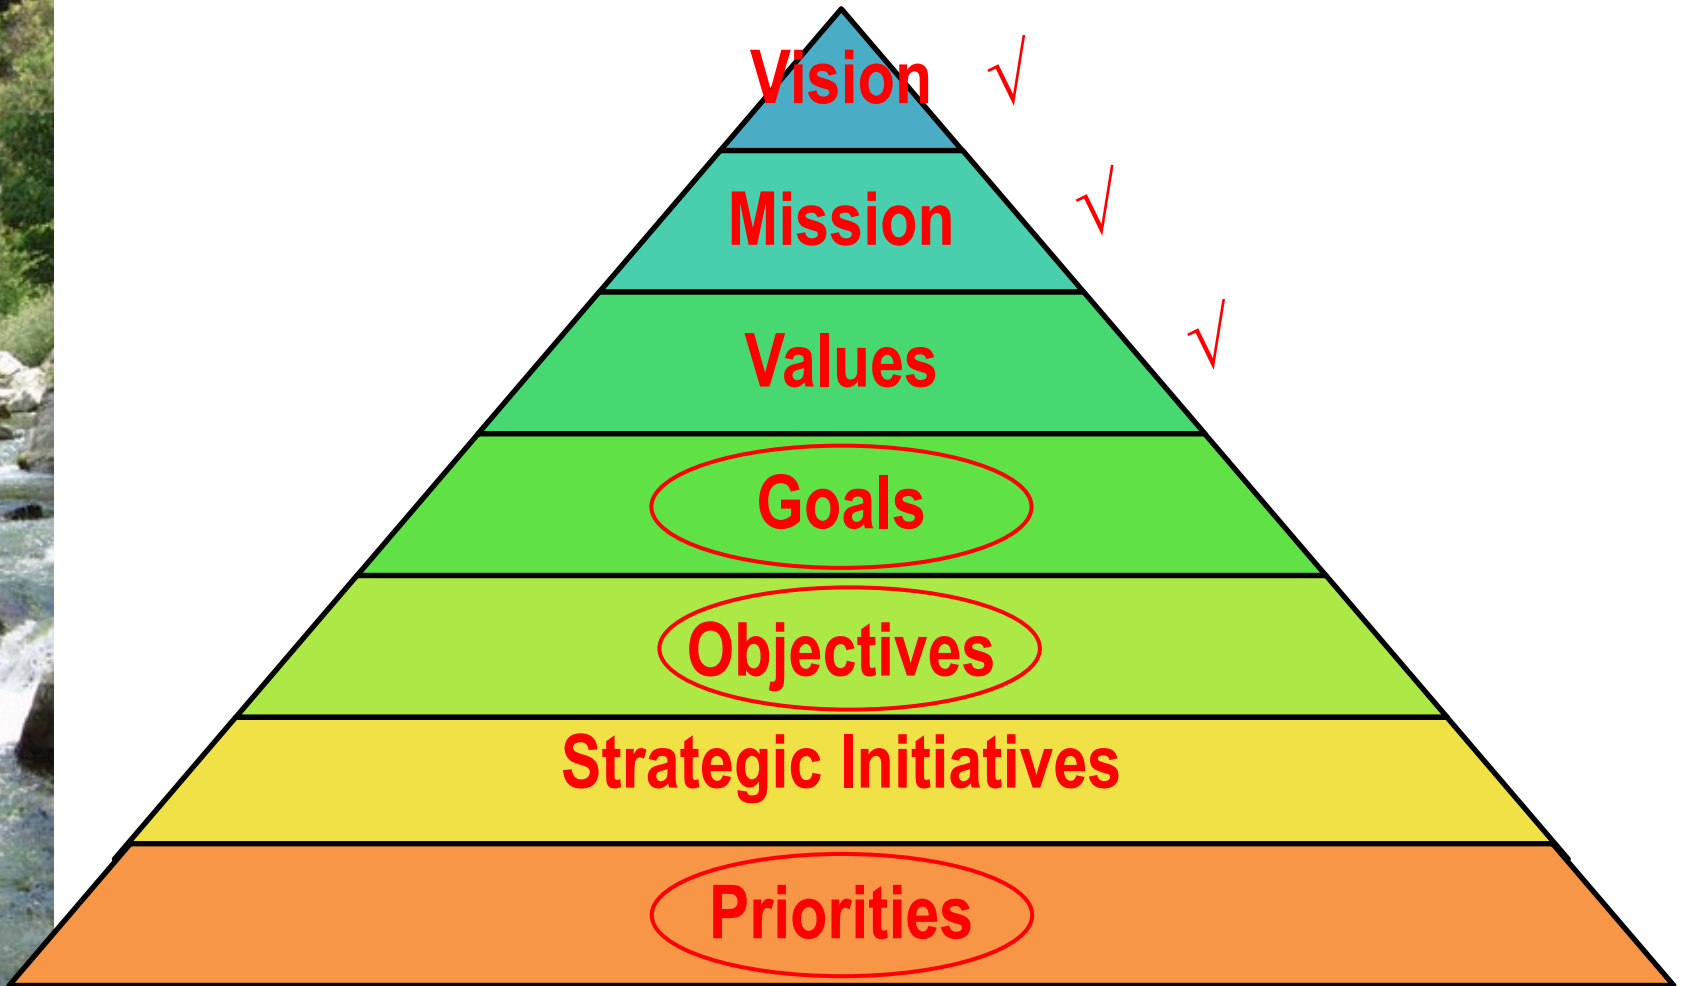 Vision √
Mission √
Values √
Goals
Objectives
Strategic Initiatives
Priorities